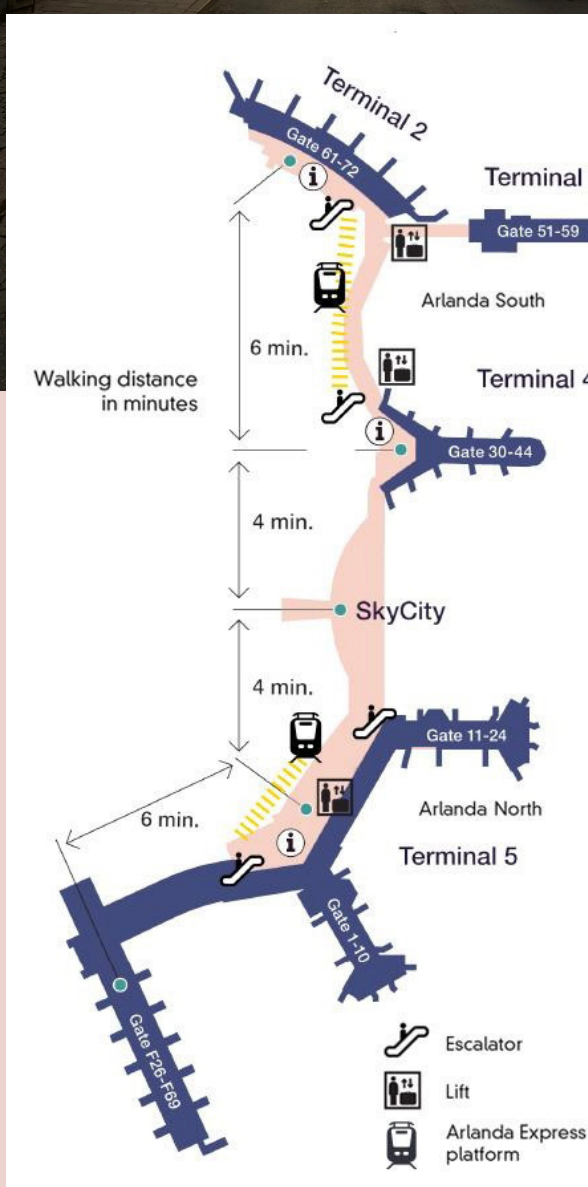 Terminal 2
Gate 61-72
i
Terminal
Gate 51-59
Arlanda South
6 min.
Walking distance
in minutes
Terminal 4
i
Gate 30-44
4 min.
SkyCity
4 min.
Gate 11-24
6 min.
Arlanda North
i
Terminal 5
Gate 1-10
Gate F26-F69
Escalator
Lift
Arlanda Express
platform